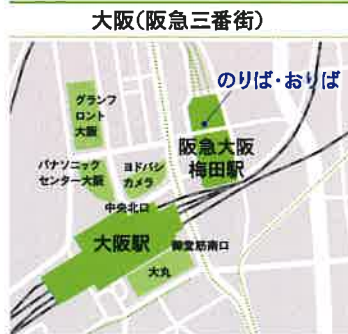 大阪(阪急三番街)
のりば・おりば
グランフ
ロント
大阪
阪急大阪
梅田駅
パナソニック
センター大阪
ヨドバシ
カメラ
中央北口
大阪駅
御堂筋南口
大丸